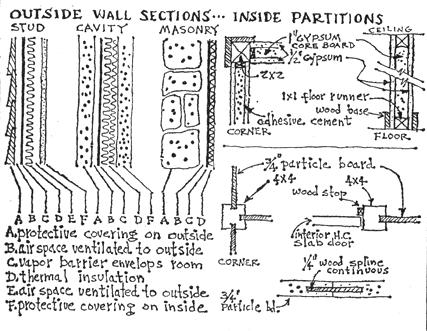 OUTSIDE WALL SECTIONS... INSIDE PARTITIONS
STUD CAVITY MASONRY
A B C D E F A B C D F A B C D
A. protective covering on outside
B. air space ventilated to outside
C. vapor barrier envelops room
D. thermal insulation
E. air space ventilated to outside
F. protective covering on inside
1" GYPSUM
CORE BOARD
1/2" GYPSUM
2x2
CEILING
1x1 floor runner
wood base
adhesive cement
CORNER
FLOOR
3/4" particle board
4x4
wood stop
4x4
interior, H.C.
slab door
CORNER
1/4" wood spline
continuous
3/4"
Particle bd.